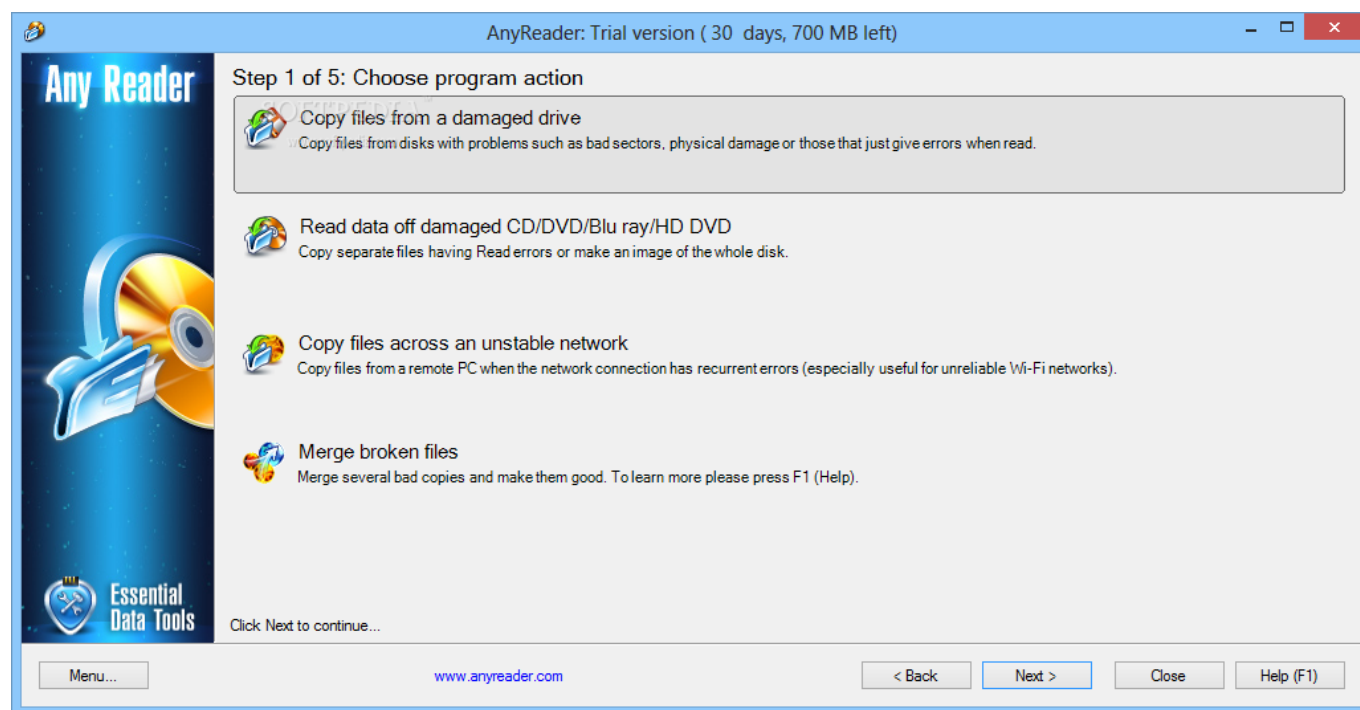 AnyReader: Trial version ( 30 days, 700 MB left)
Any Reader
Step 1 of 5: Choose program action
SOFTPEDIA
Copy files from a damaged drive
Copy files from disks with problems such as bad sectors, physical damage or those that just give errors when read.
Read data off damaged CD/DVD/Blu ray/HD DVD
Copy separate files having Read errors or make an image of the whole disk.
Copy files across an unstable network
Copy files from a remote PC when the network connection has recurrent errors (especially useful for unreliable Wi-Fi networks).
Merge broken files
Merge several bad copies and make them good. To learn more please press F1 (Help).
Essential
Data Tools
Click Next to continue...
Menu...
www.anyreader.com
< Back
Next >
Close
Help (F1)